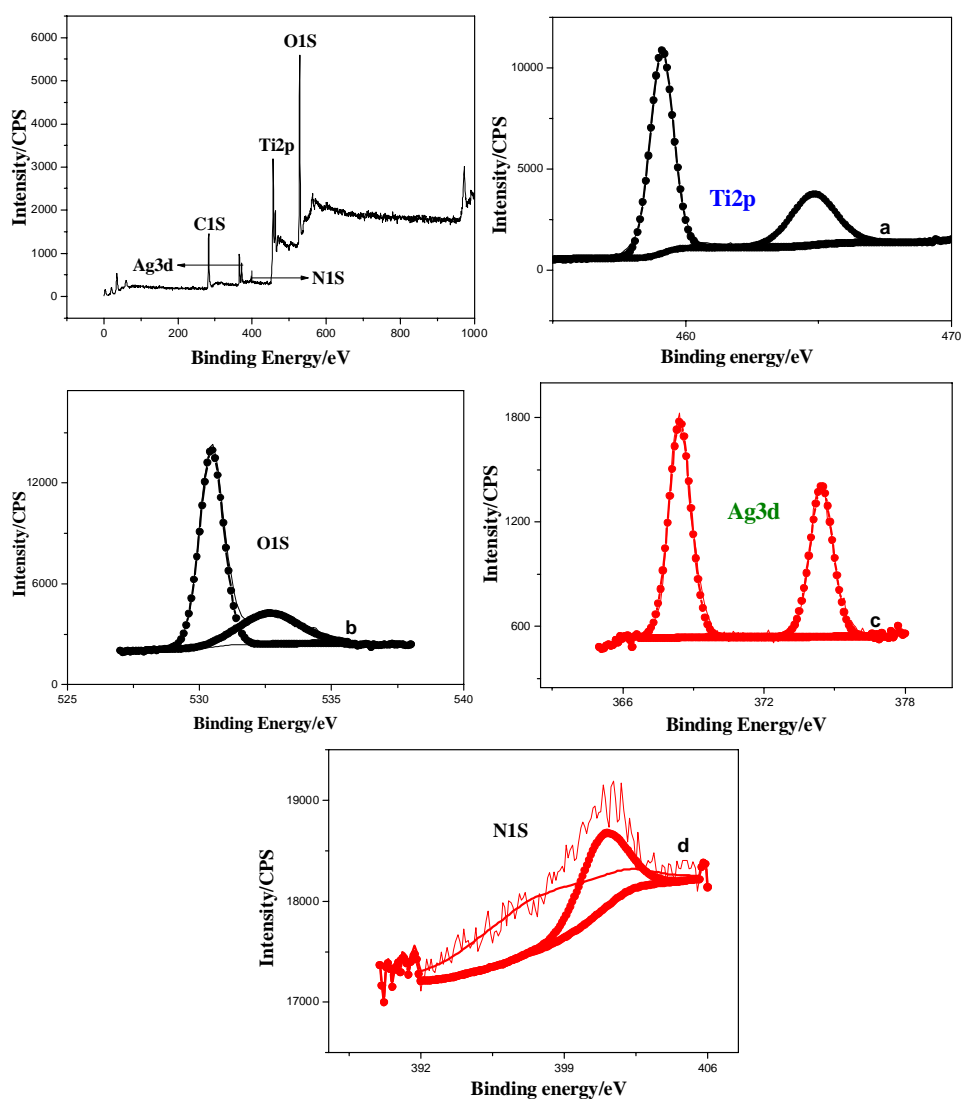 O1S
Ti2p
C1S
Ag3d
N1S
6000
5000
4000
3000
2000
1000
0
Intensity/CPS
0 200 400 600 800 1000
Binding Energy/eV
10000
5000
0
Intensity/CPS
Ti2p
a
460 470
Binding energy/eV
12000
6000
0
Intensity/CPS
O1S
b
525 530 535 540
Binding Energy/eV
1800
1200
600
Intensity/CPS
Ag3d
c
366 372 378
Binding Energy/eV
19000
18000
17000
Intensity/CPS
N1S
d
392 399 406
Binding energy/eV